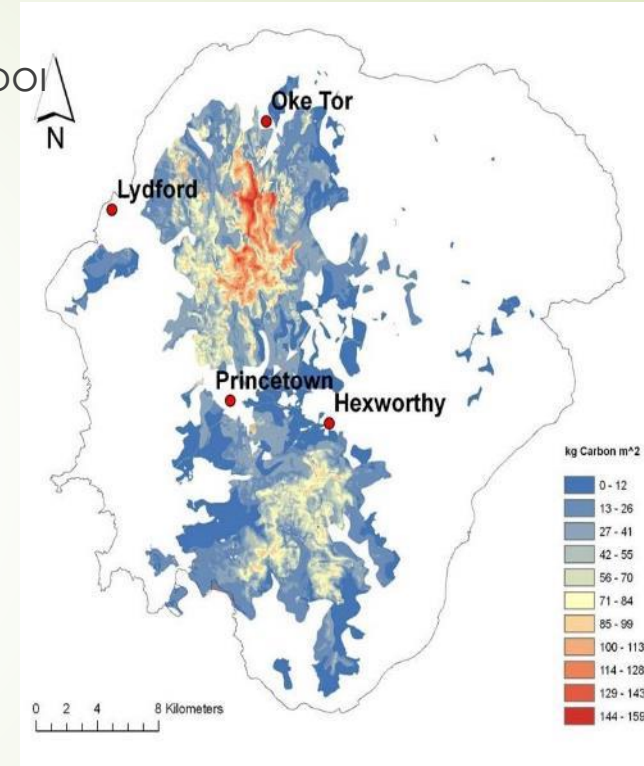 ool
N
Oke Tor
Lydford
Princetown
Hexworthy
kg Carbon m^2
0 - 12
13 - 26
27 - 41
42 - 55
56 - 70
71 - 84
85 - 99
100 - 113
114 - 128
129 - 143
144 - 159
0 2 4 8 Kilometers